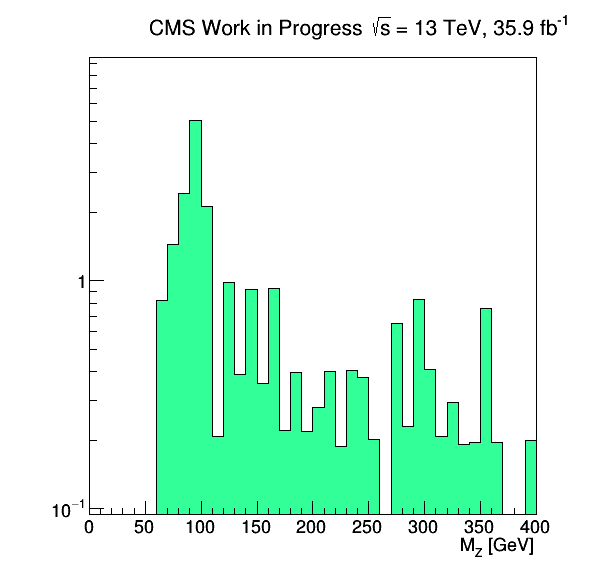 CMS Work in Progress √s = 13 TeV, 35.9 fb⁻¹
1
10⁻¹
0 50 100 150 200 250 300 350 400
M_Z [GeV]